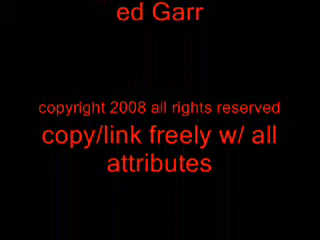 ed Garr
copyright 2008 all rights reserved
copy/link freely w/ all
attributes